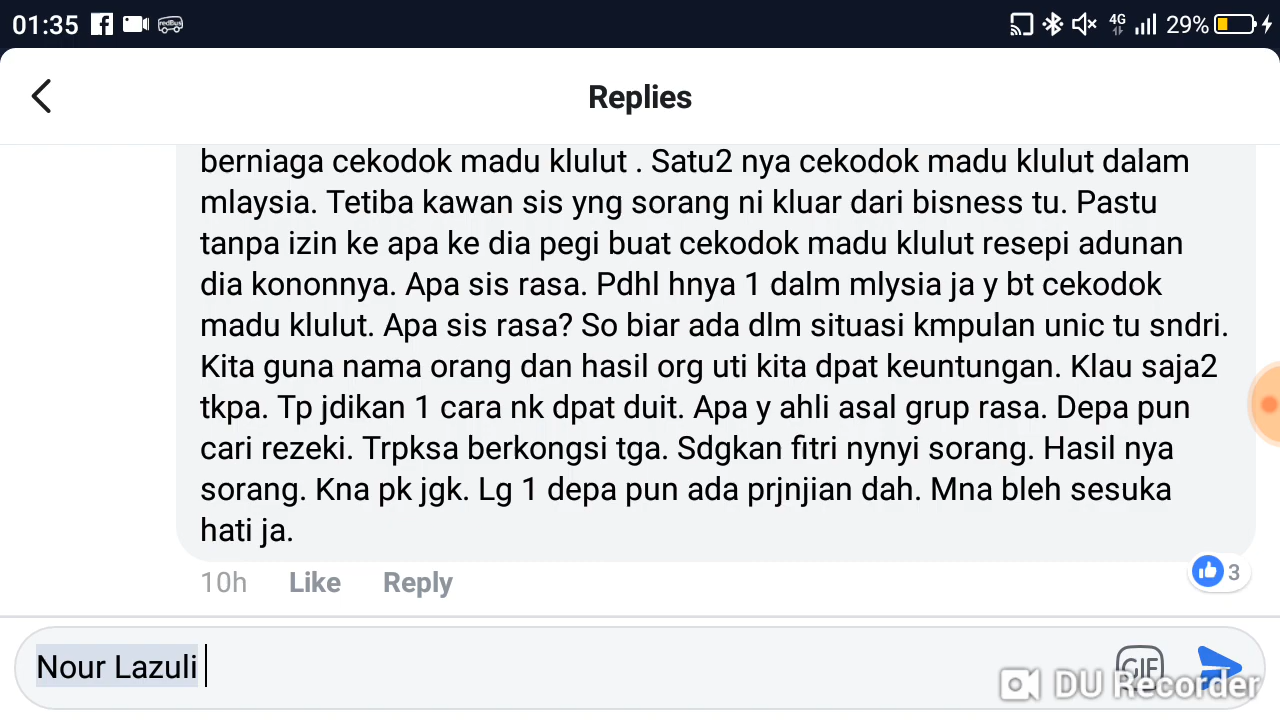 01:35
redBus
4G
29%
Replies
berniaga cekodok madu klulut . Satu2 nya cekodok madu klulut dalam
mlaysia. Tetiba kawan sis yng sorang ni kluar dari bisness tu. Pastu
tanpa izin ke apa ke dia pegi buat cekodok madu klulut resepi adunan
dia kononnya. Apa sis rasa. Pdhl hnya 1 dalm mlysia ja y bt cekodok
madu klulut. Apa sis rasa? So biar ada dlm situasi kmpulan unic tu sndri.
Kita guna nama orang dan hasil org uti kita dpat keuntungan. Klau saja2
tkpa. Tp jdikan 1 cara nk dpat duit. Apa y ahli asal grup rasa. Depa pun
cari rezeki. Trpksa berkongsi tga. Sdgkan fitri nynyi sorang. Hasil nya
sorang. Kna pk jgk. Lg 1 depa pun ada prjnjian dah. Mna bleh sesuka
hati ja.
10h Like Reply
3
Nour Lazuli
GIF
DU Recorder